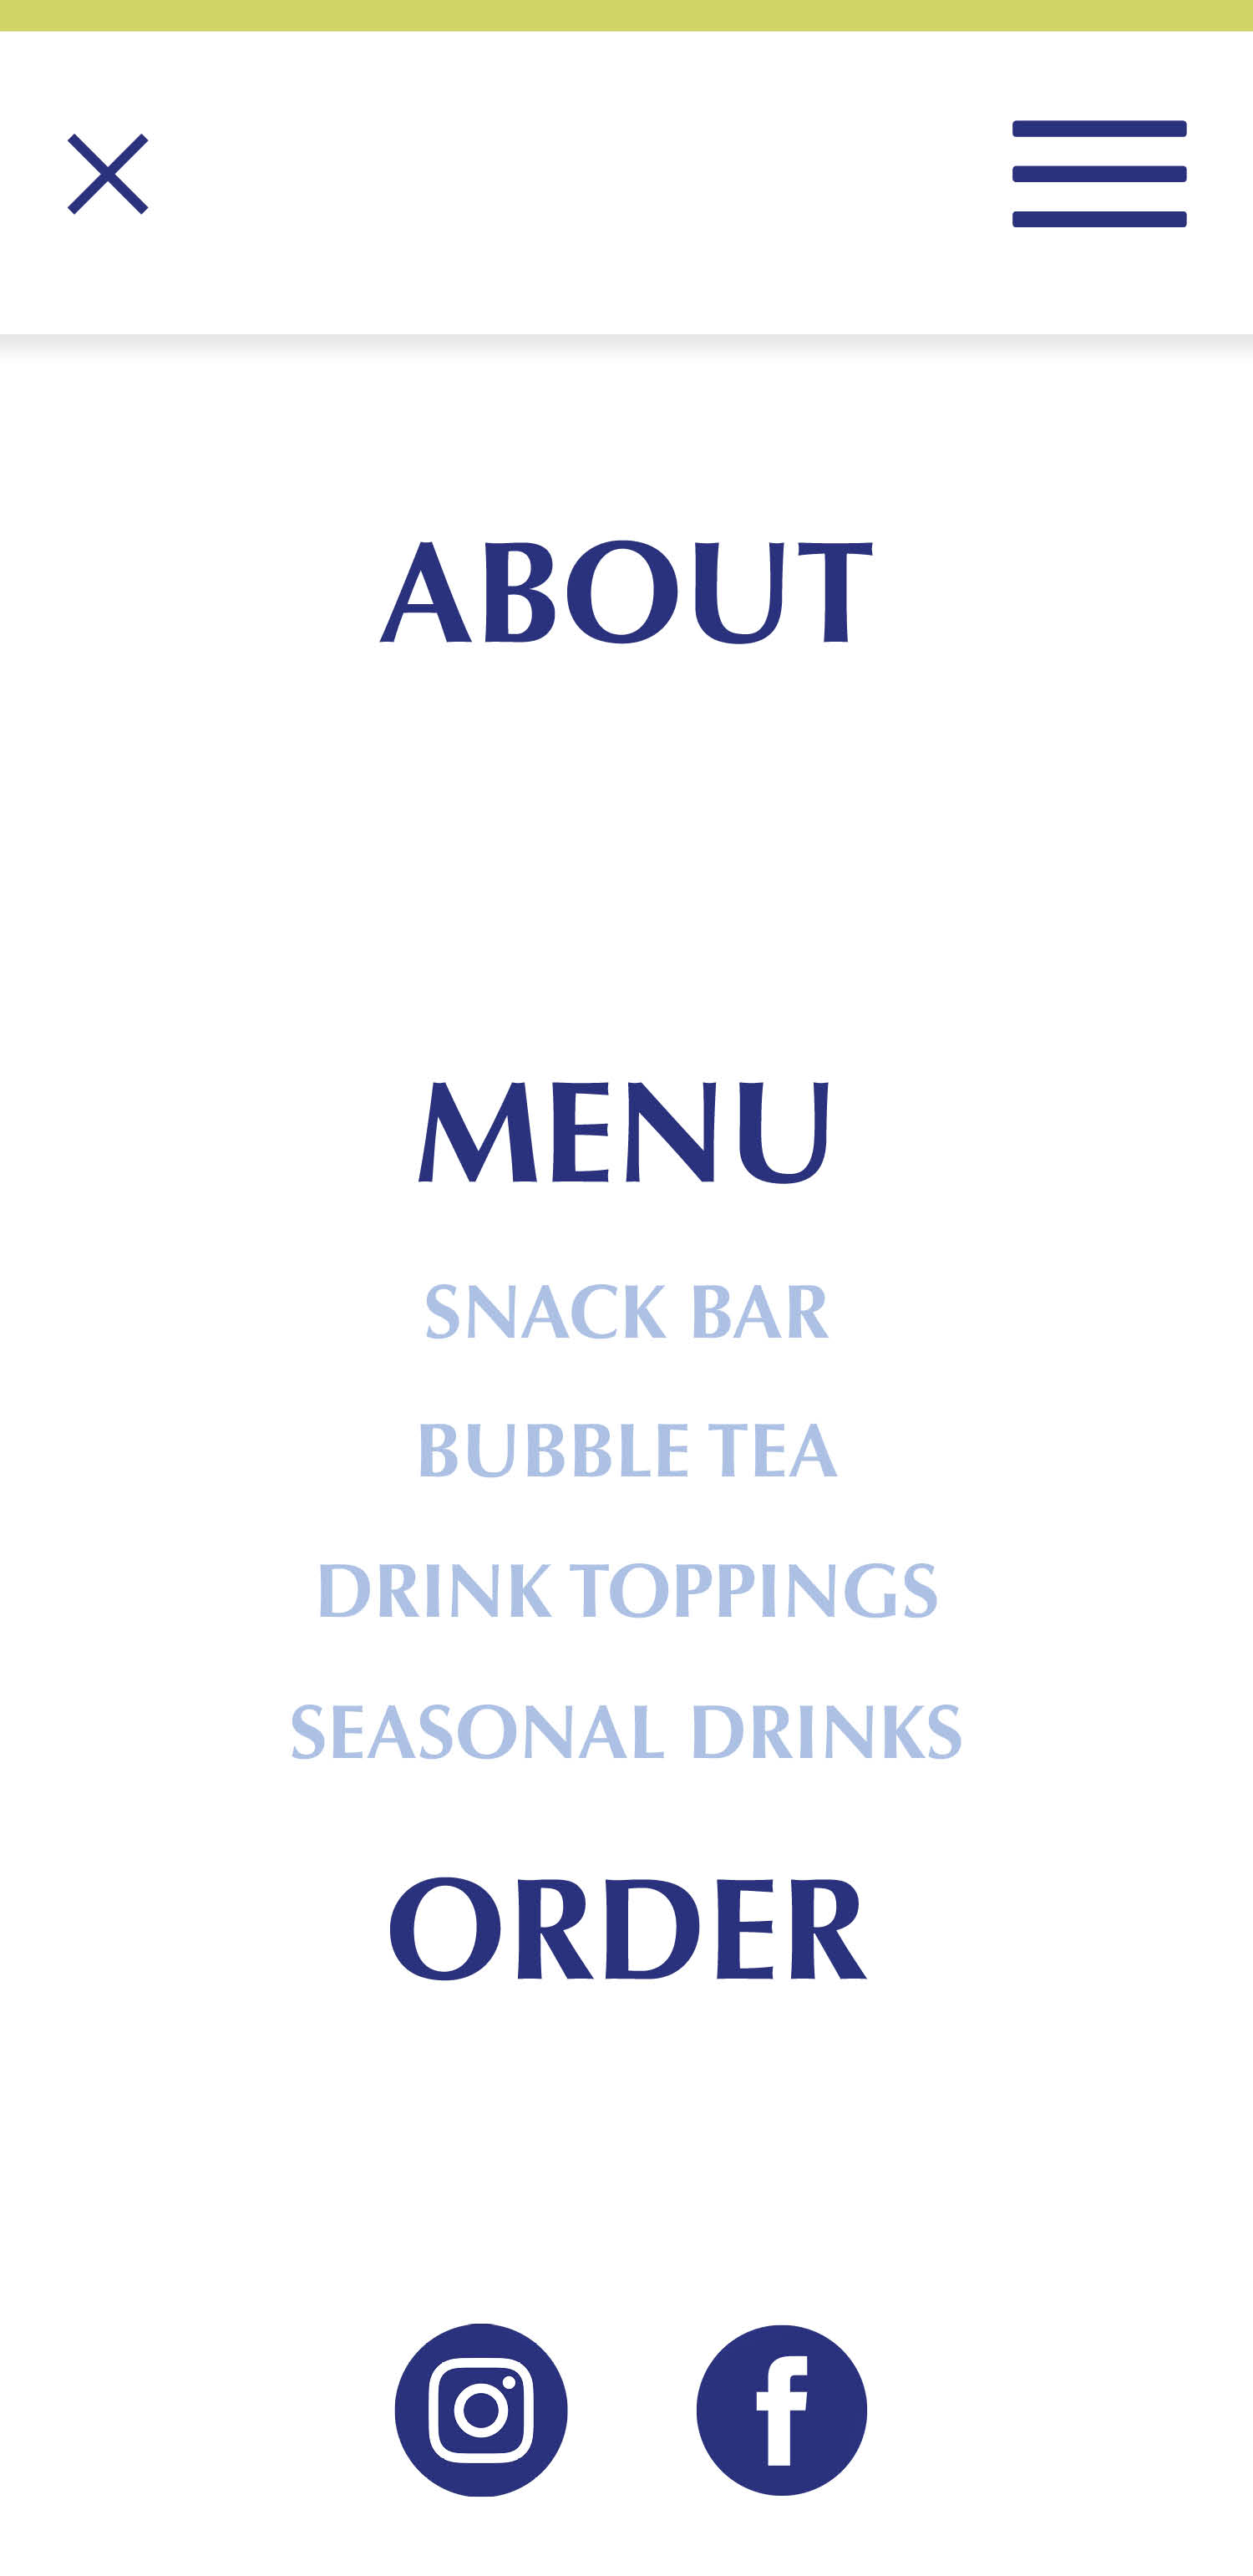 ABOUT
MENU
SNACK BAR
BUBBLE TEA
DRINK TOPPINGS
SEASONAL DRINKS
ORDER